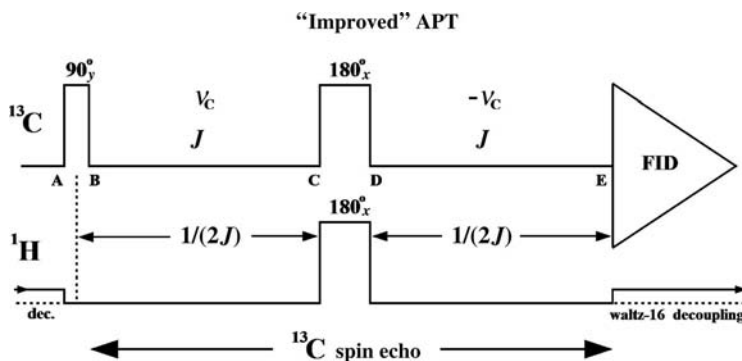 “Improved” APT
90°y 180°x
νC -νC
13C J J FID
A B C D E
180°x
1H 1/(2J) 1/(2J)
dec. waltz-16 decoupling
13C spin echo